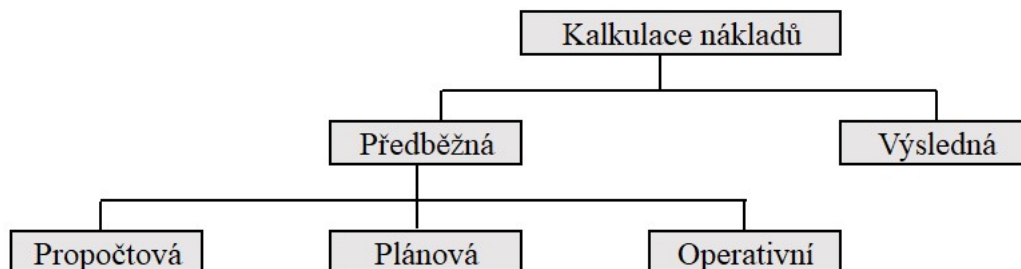 Kalkulace nákladů
Předběžná
Výsledná
Propočtová
Plánová
Operativní